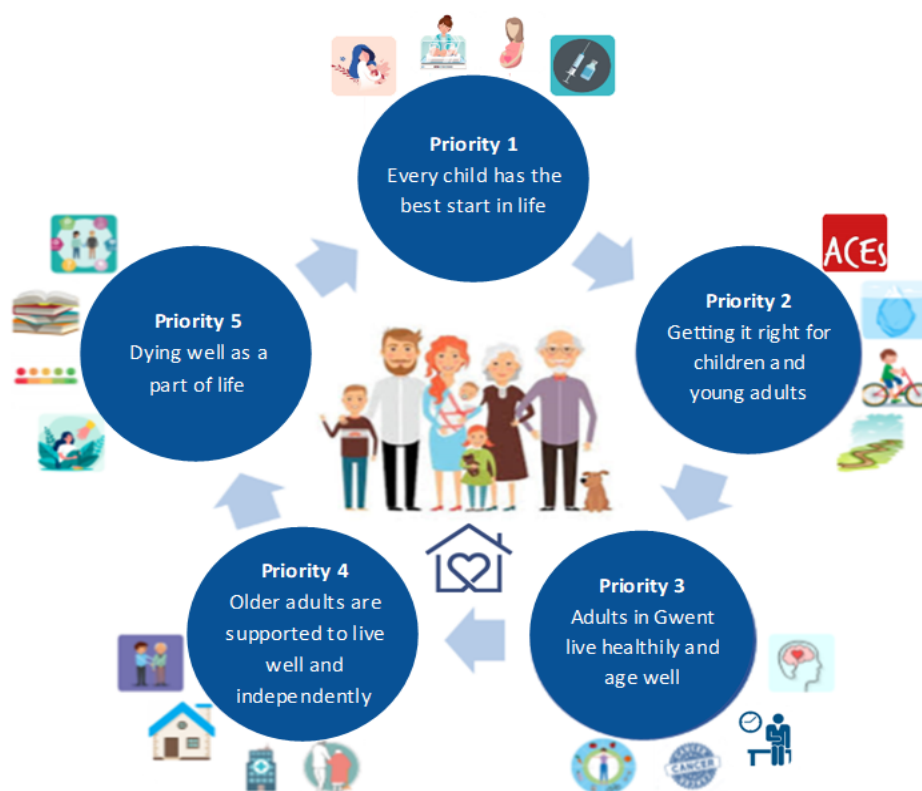 Priority 1
Every child has the
best start in life
ACEs
Priority 2
Getting it right for
children and
young adults
Priority 3
Adults in Gwent
live healthily and
age well
CANCER
Priority 4
Older adults are
supported to live
well and
independently
Priority 5
Dying well as a
part of life